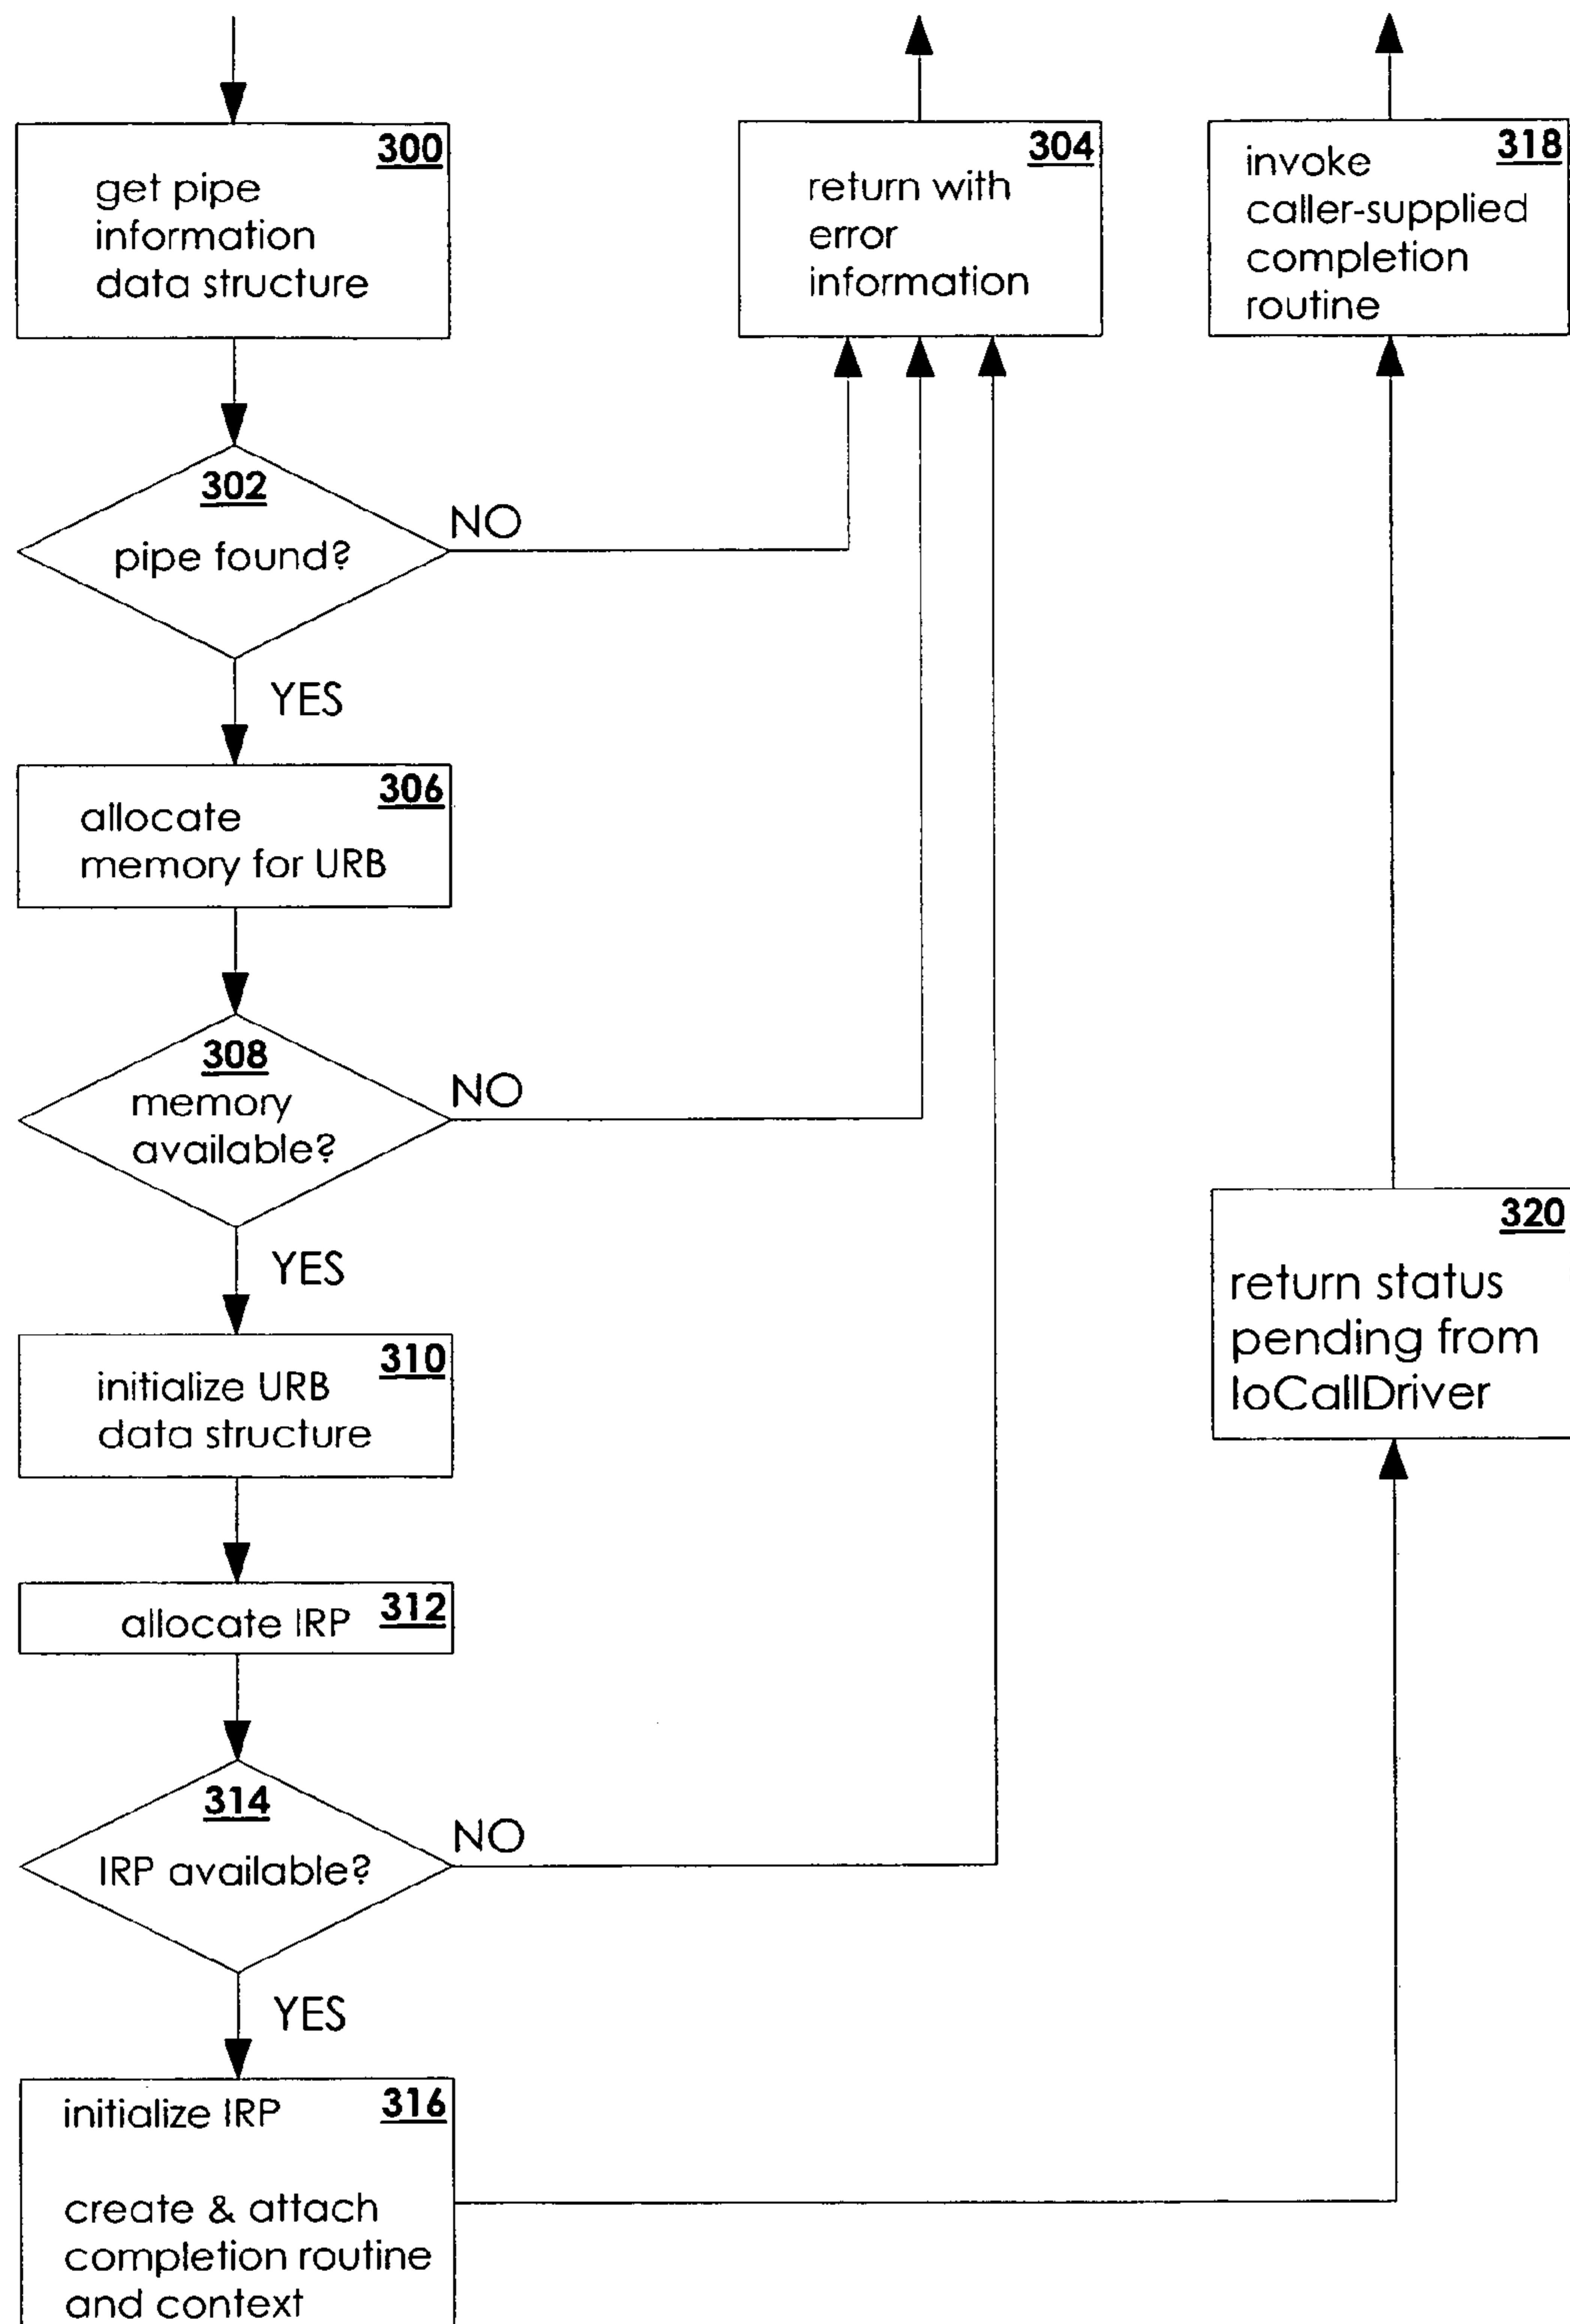 300
get pipe
information
data structure
302
pipe found?
NO
YES
306
allocate
memory for URB
308
memory
available?
NO
YES
310
initialize URB
data structure
allocate IRP 312
314
IRP available?
NO
YES
initialize IRP 316
create & attach
completion routine
and context
304
return with
error
information
318
invoke
caller-supplied
completion
routine
320
return status
pending from
IoCallDriver